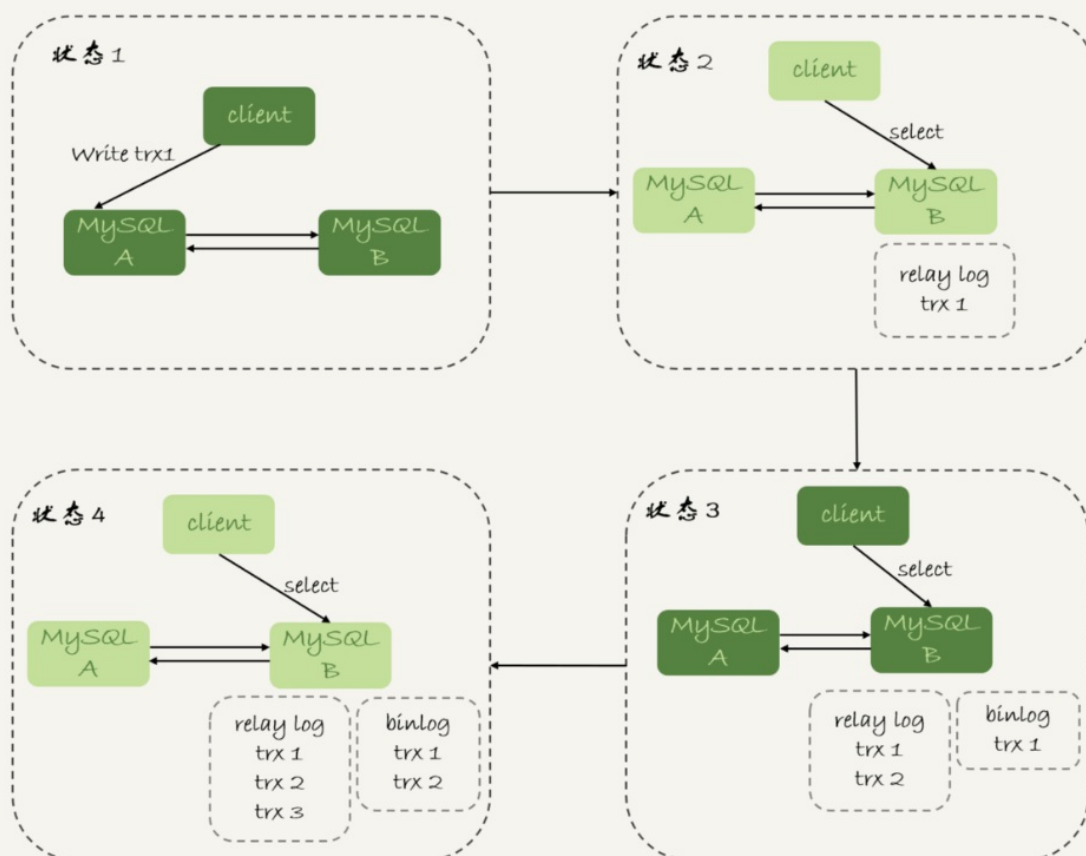 状态1
client
Write trx1
MySQL
A
MySQL
B
状态2
client
select
MySQL
A
MySQL
B
relay log
trx 1
状态4
client
select
MySQL
A
MySQL
B
relay log
trx 1
trx 2
trx 3
binlog
trx 1
trx 2
状态3
client
select
MySQL
A
MySQL
B
relay log
trx 1
trx 2
binlog
trx 1